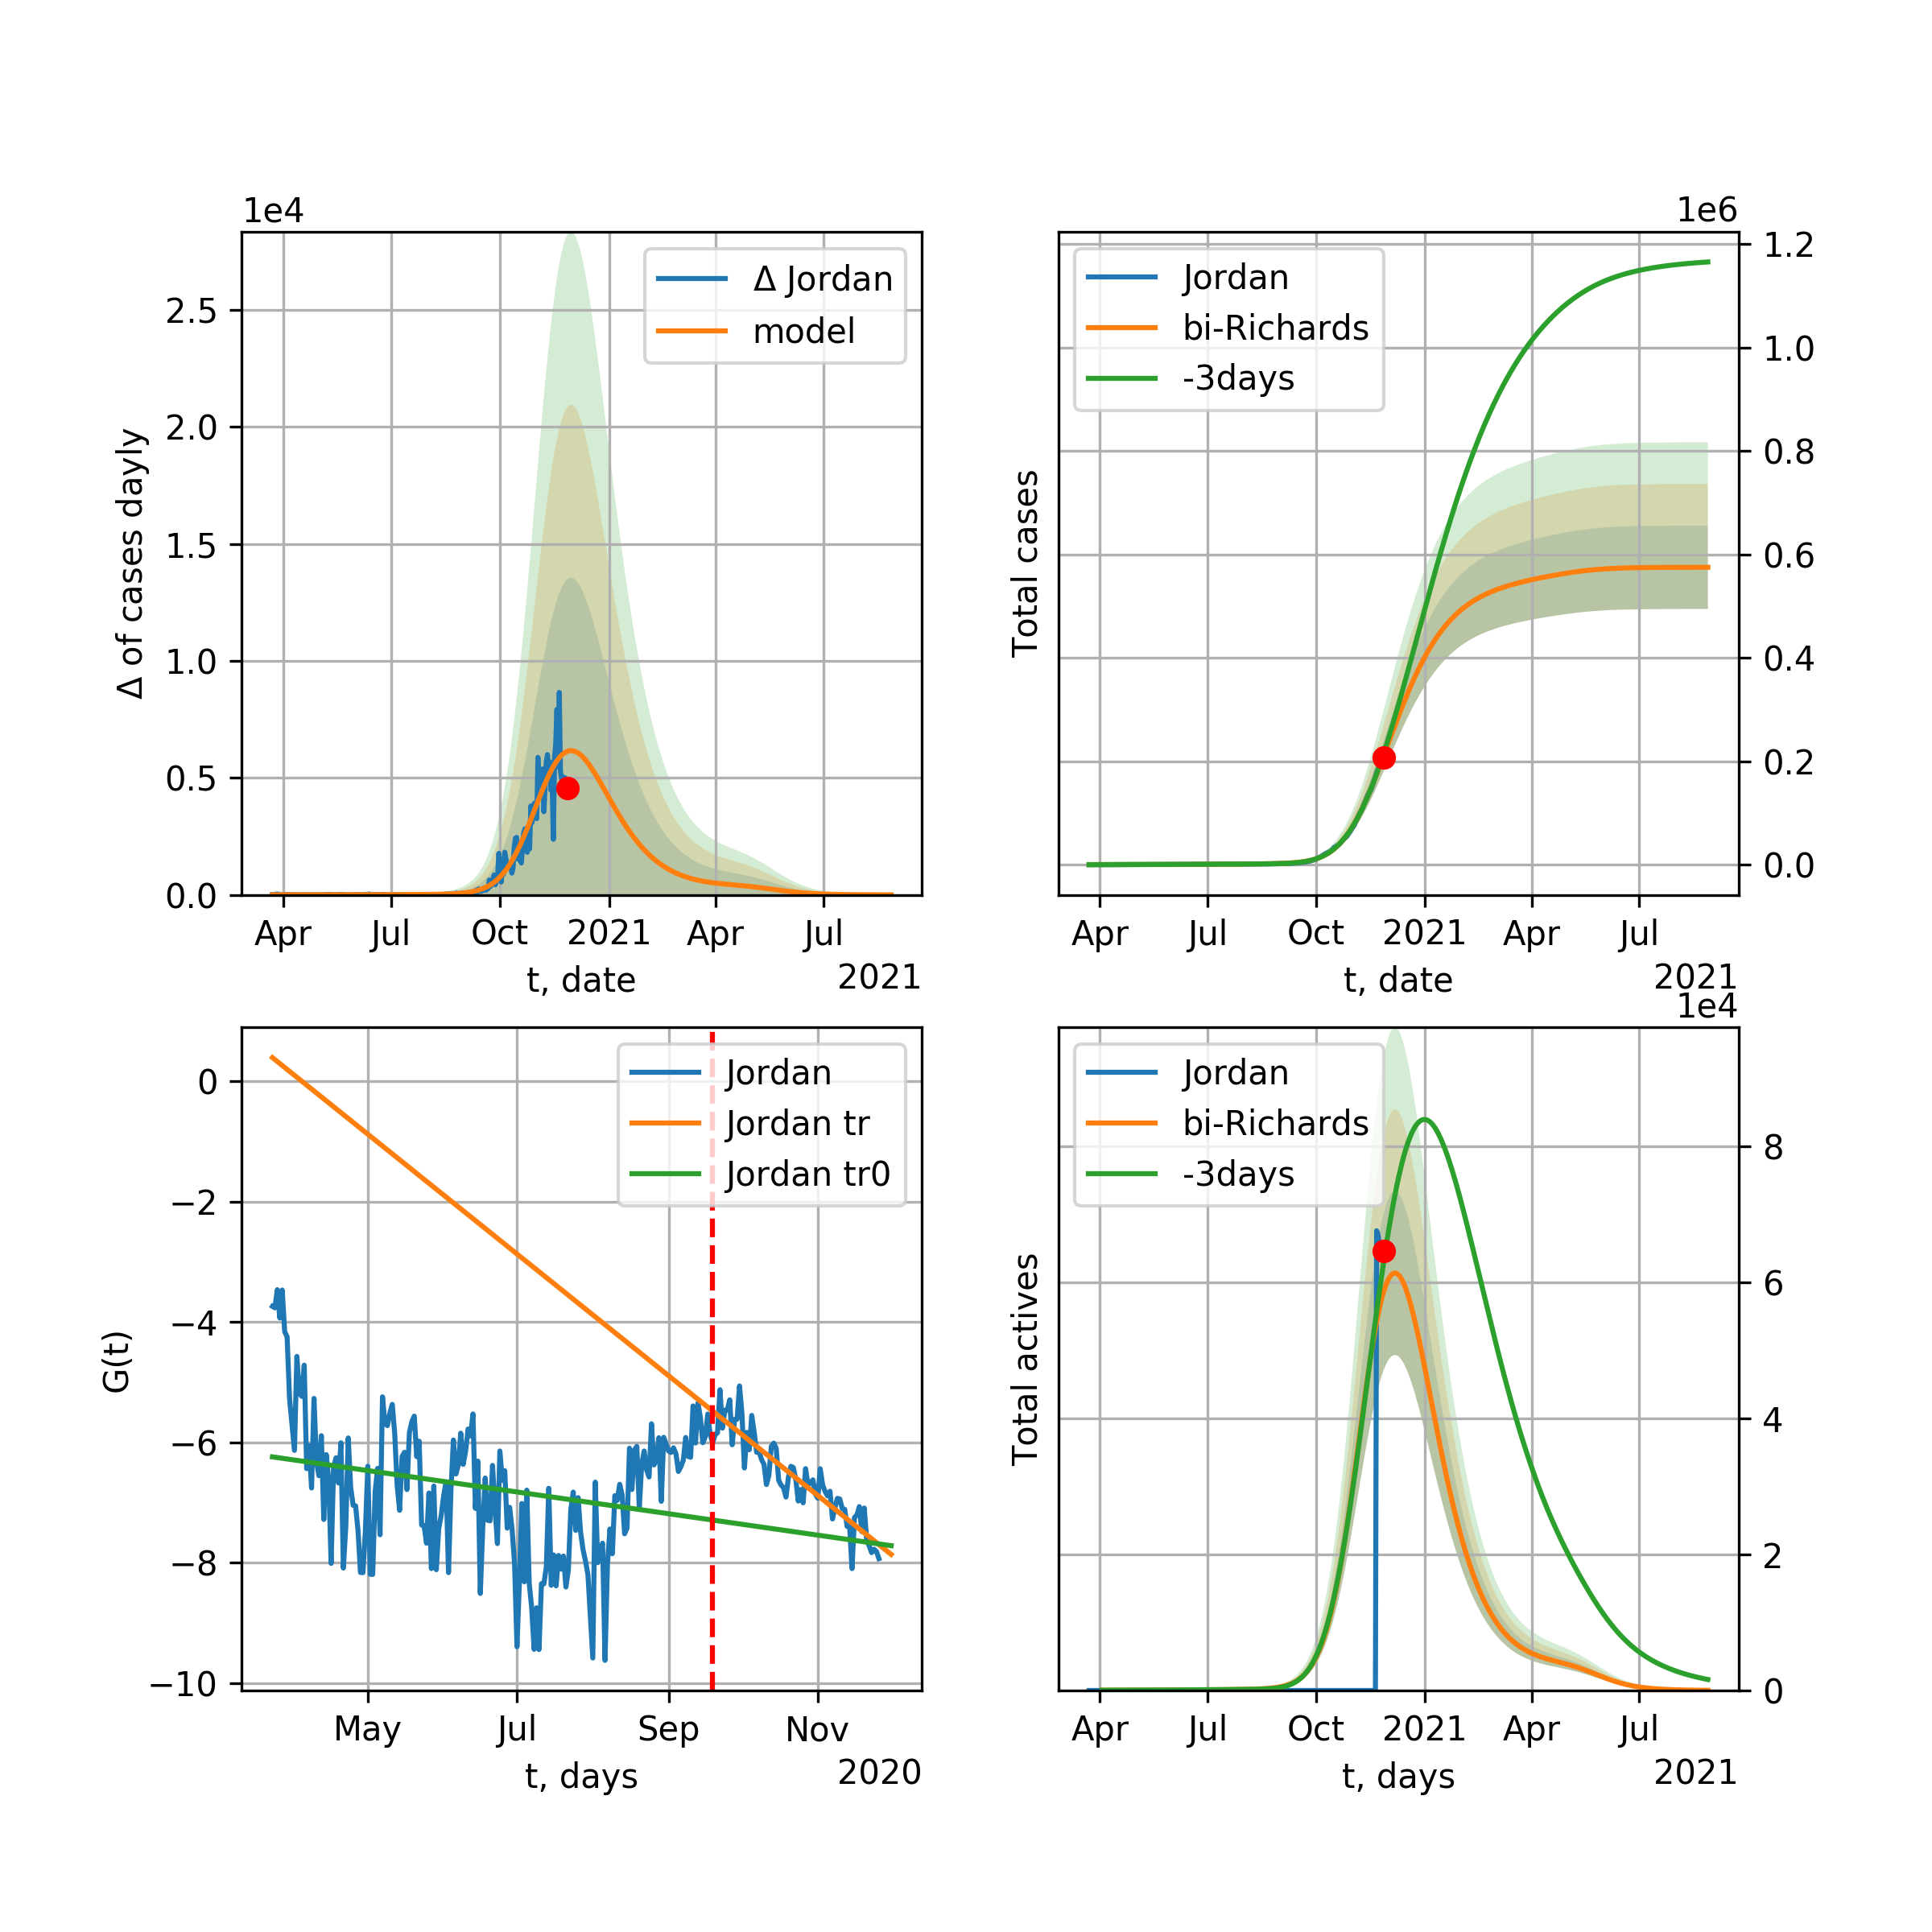 1e4
2.5
2.0
1.5
1.0
0.5
0.0
Δ of cases dayly
Δ Jordan
model
Apr Jul Oct 2021 Apr Jul
t, date
2021
1e6
1.2
1.0
0.8
0.6
0.4
0.2
0.0
Total cases
Jordan
bi-Richards
-3days
Apr Jul Oct 2021 Apr Jul
t, date
2021
0
−2
−4
−6
−8
−10
G(t)
Jordan
Jordan tr
Jordan tr0
May Jul Sep Nov
t, days
2020
1e4
8
6
4
2
0
Total actives
Jordan
bi-Richards
-3days
Apr Jul Oct 2021 Apr Jul
t, days
2021